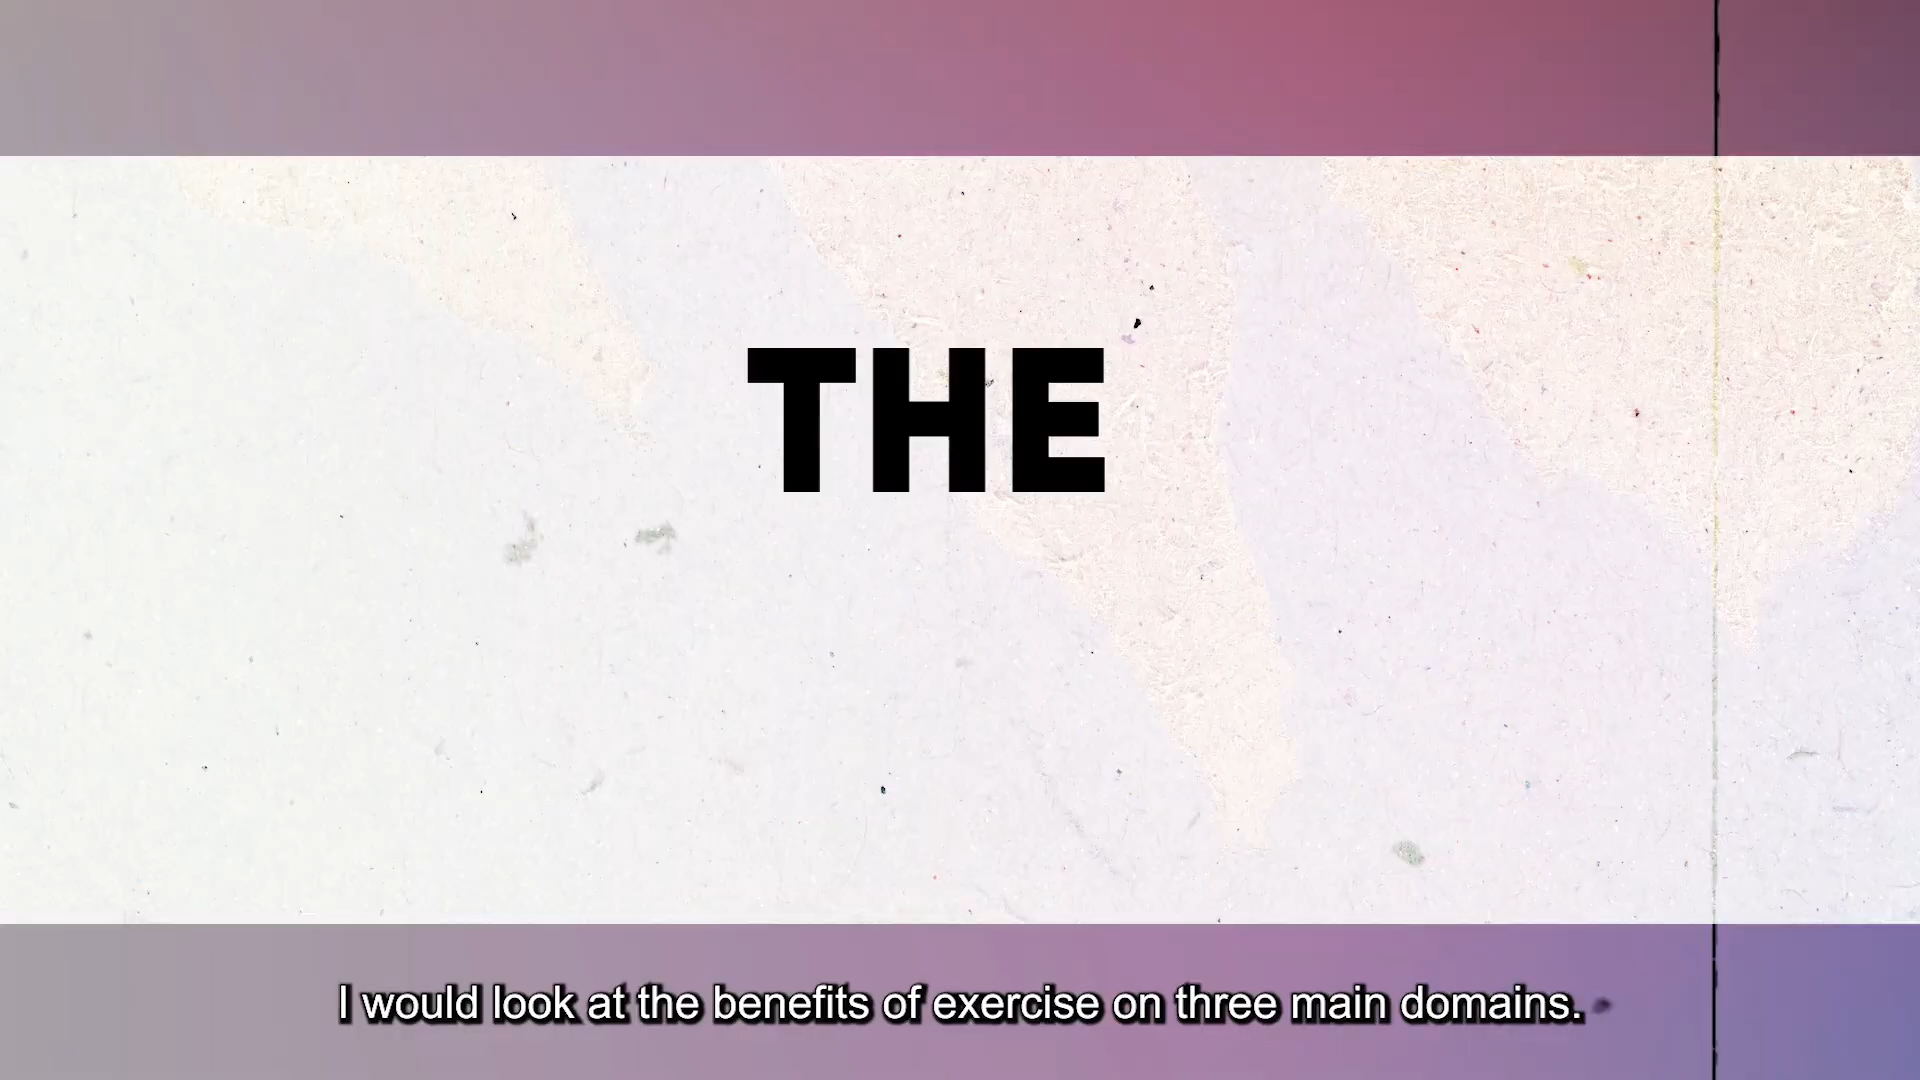 THE
I would look at the benefits of exercise on three main domains.